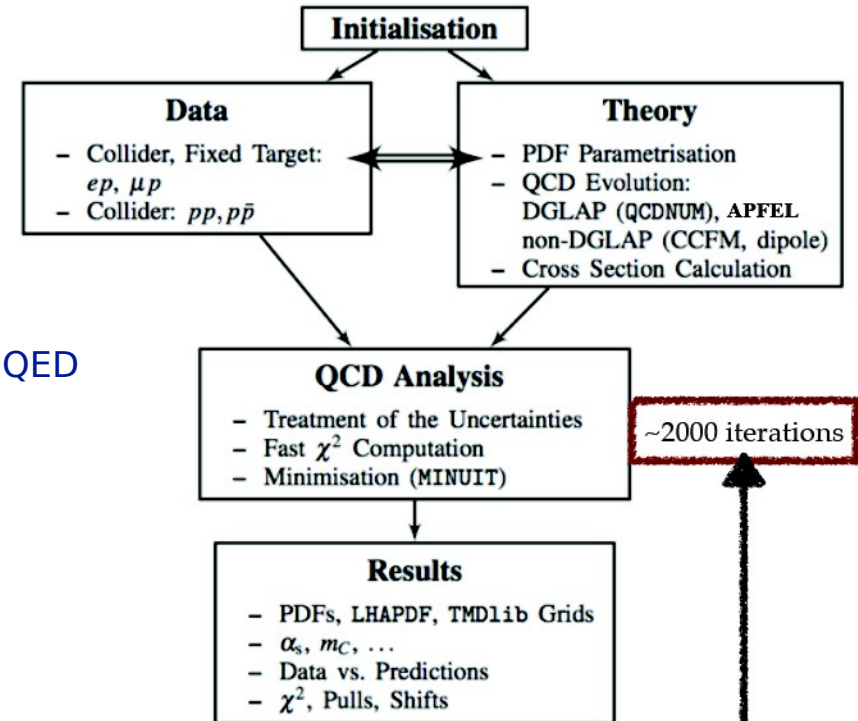 Initialisation
Data
– Collider, Fixed Target:
ep, μp
– Collider: pp, pp̄
Theory
– PDF Parametrisation
– QCD Evolution:
DGLAP (QCDNUM), APFEL
non-DGLAP (CCFM, dipole)
– Cross Section Calculation
QED
QCD Analysis
– Treatment of the Uncertainties
– Fast χ² Computation
– Minimisation (MINUIT)
~2000 iterations
Results
– PDFs, LHAPDF, TMDlib Grids
– αₛ, m_C, ...
– Data vs. Predictions
– χ², Pulls, Shifts